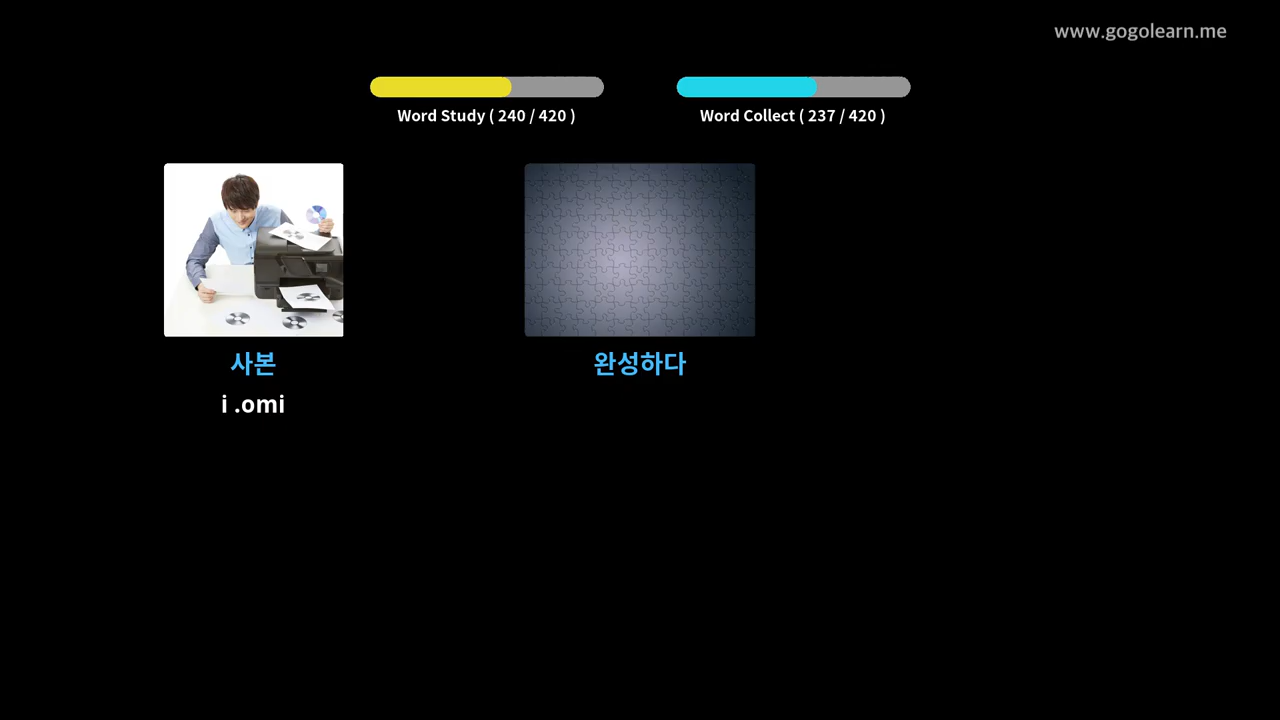 www.gogolearn.me
Word Study ( 240 / 420 )
Word Collect ( 237 / 420 )
사본
완성하다
i .omi